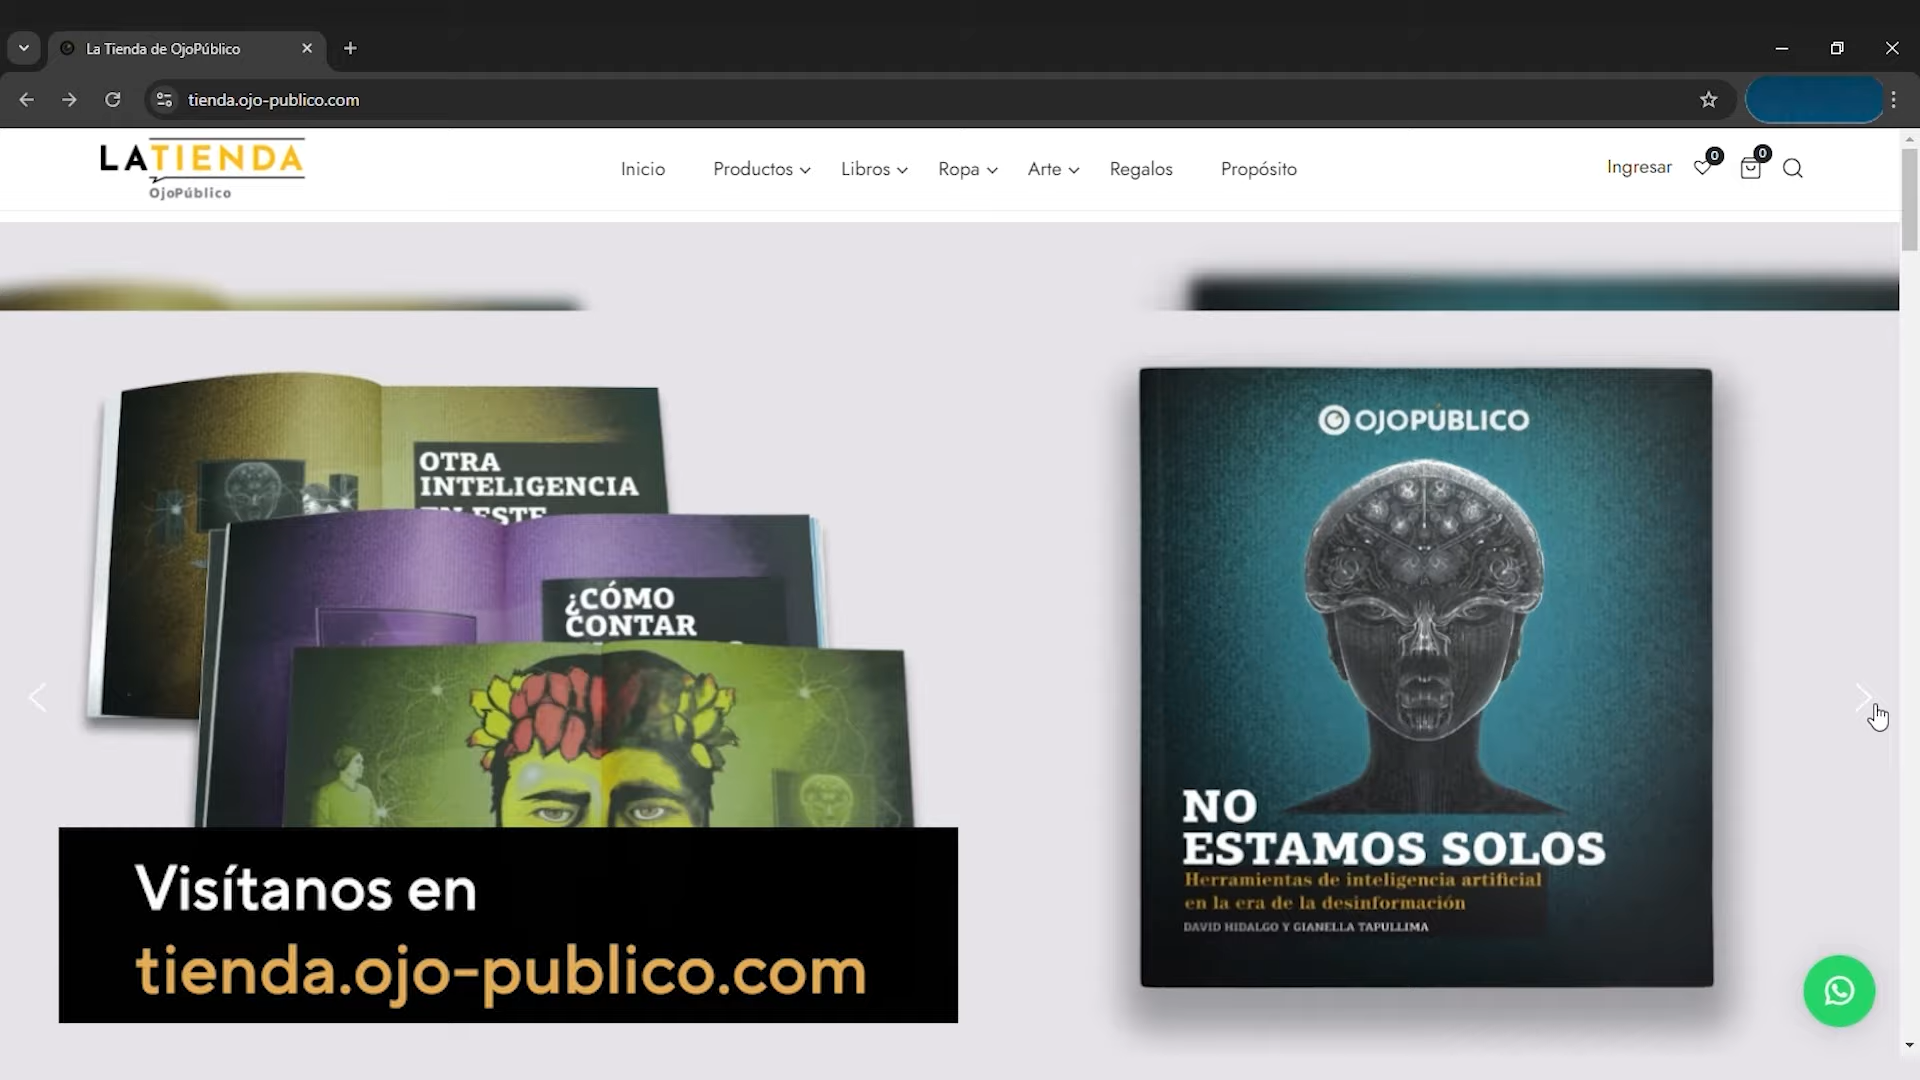 La Tienda de OjoPúblico
tienda.ojo-publico.com
LATIENDA
OjoPúblico
Inicio
Productos
Libros
Ropa
Arte
Regalos
Propósito
Ingresar
0
0
OTRA
INTELIGENCIA
EN ESTE
¿CÓMO
CONTAR
OJOPÚBLICO
NO
ESTAMOS SOLOS
Herramientas de inteligencia artificial
en la era de la desinformación
DAVID HIDALGO Y GIANELLA TAPULLIMA
Visítanos en
tienda.ojo-publico.com